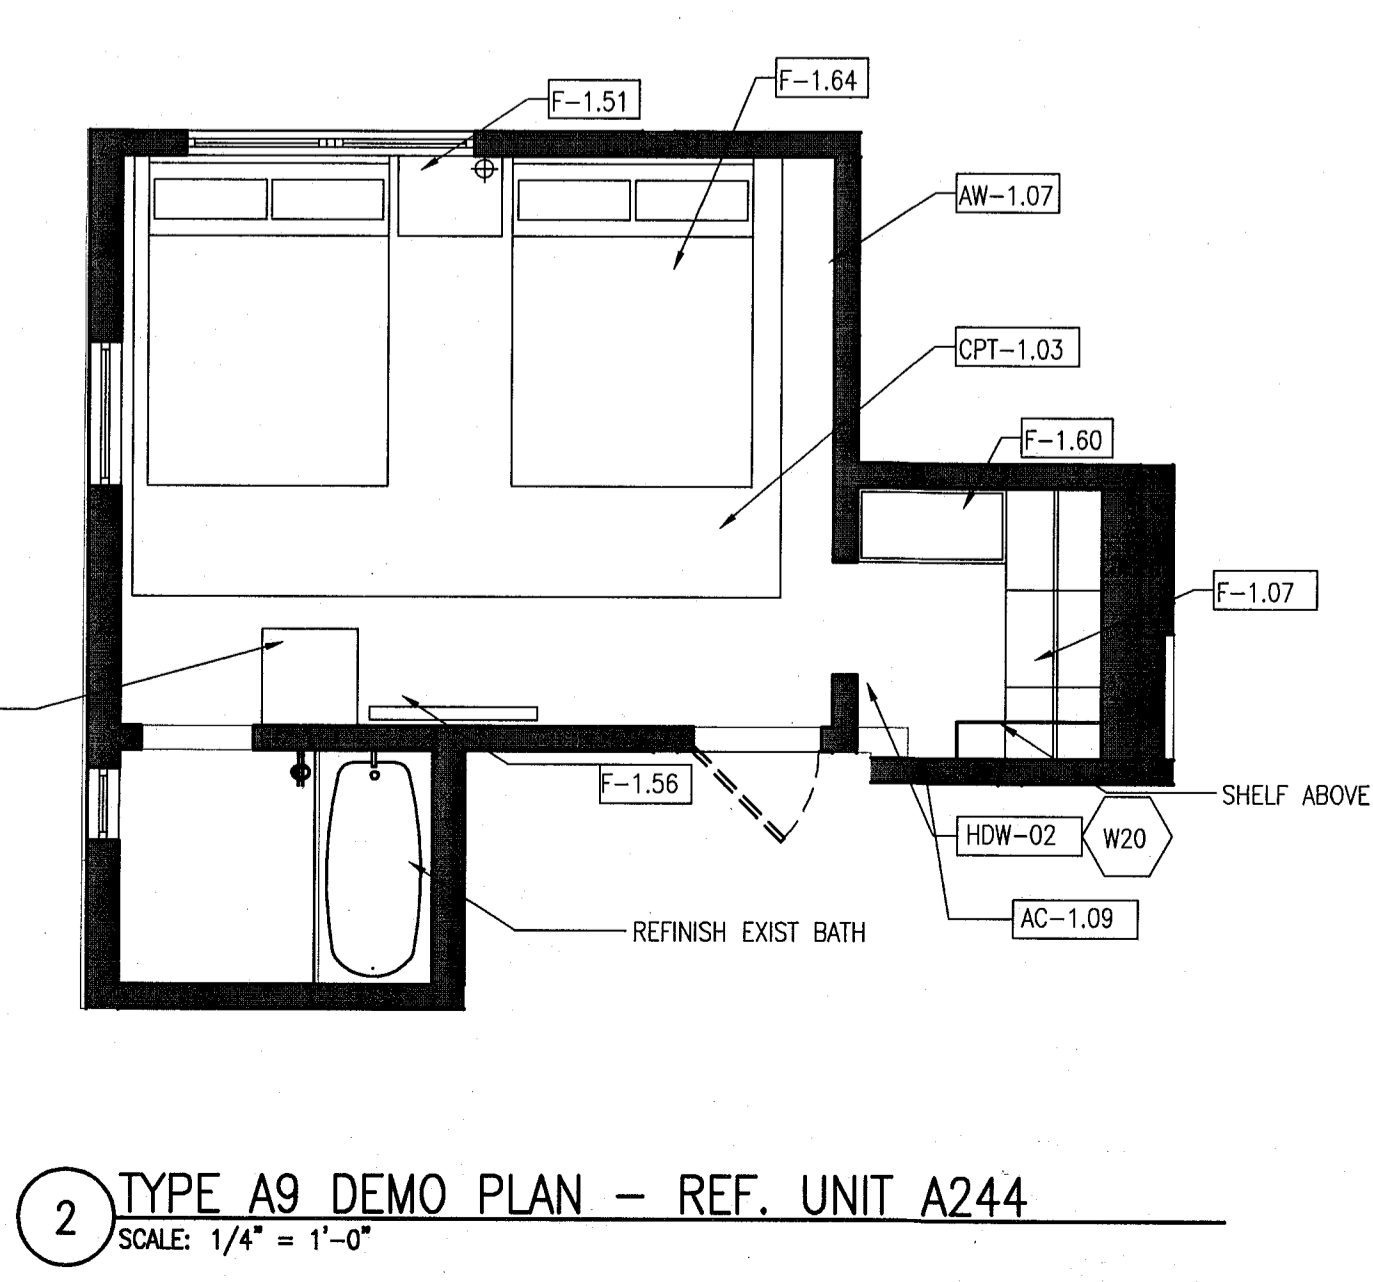 F-1.64
F-1.51
AW-1.07
CPT-1.03
F-1.60
F-1.07
F-1.56
SHELF ABOVE
HDW-02
W20
AC-1.09
REFINISH EXIST BATH
2
TYPE A9 DEMO PLAN - REF. UNIT A244
SCALE: 1/4" = 1'-0"